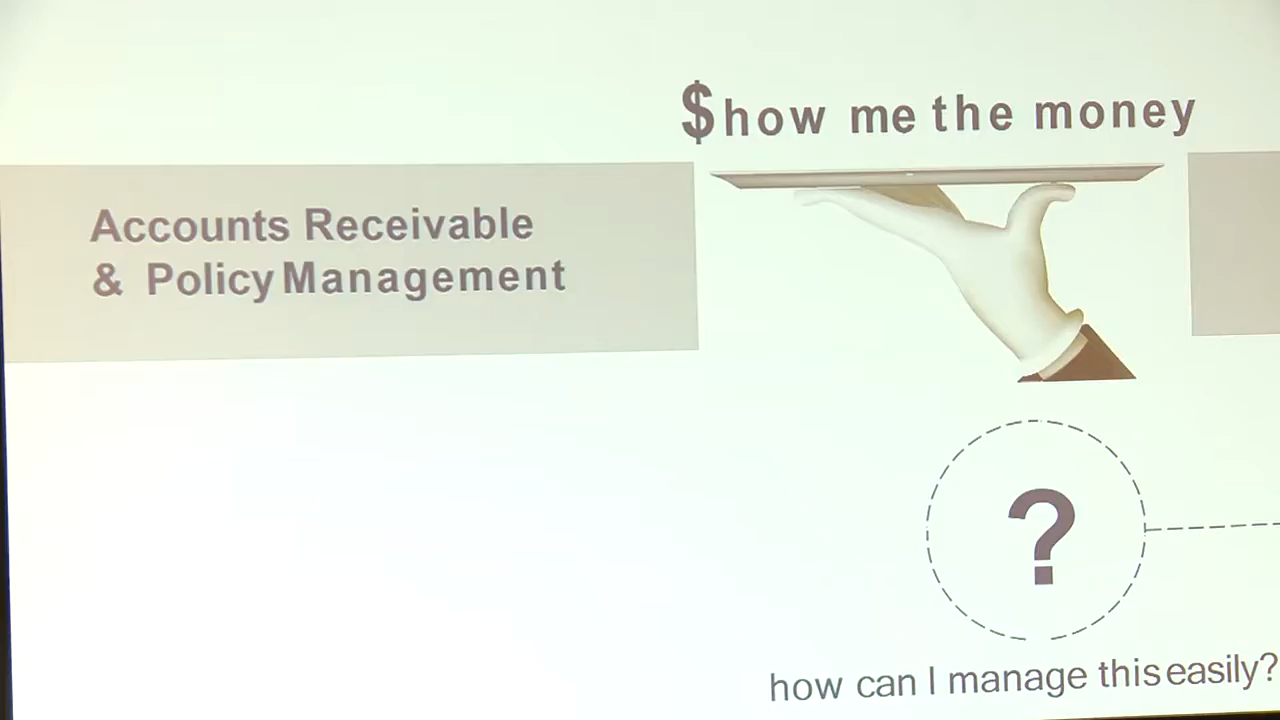 $how me the money
Accounts Receivable
& Policy Management
?
how can I manage this easily?